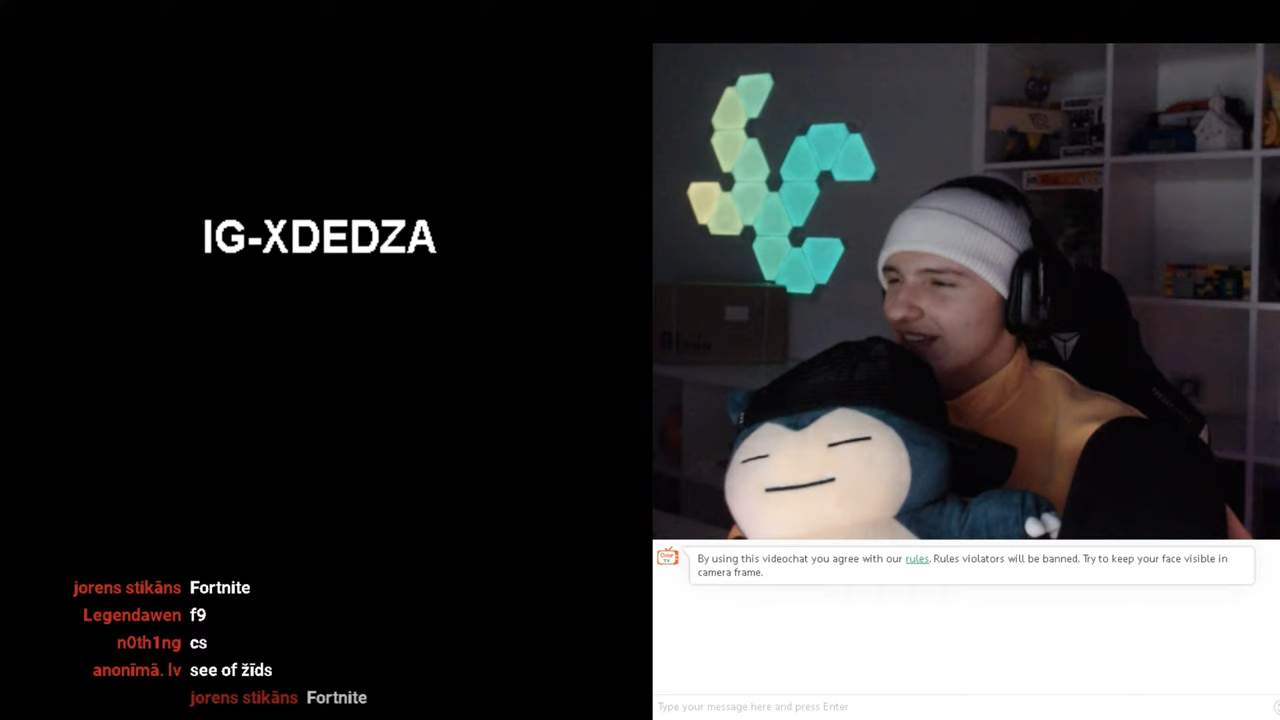 IG-XDEDZA
jorens stikāns Fortnite
Legendawen f9
n0th1ng cs
anonīmā. lv see of žīds
jorens stikāns Fortnite
By using this videochat you agree with our rules. Rules violators will be banned. Try to keep your face visible in
camera frame.
Type your message here and press Enter